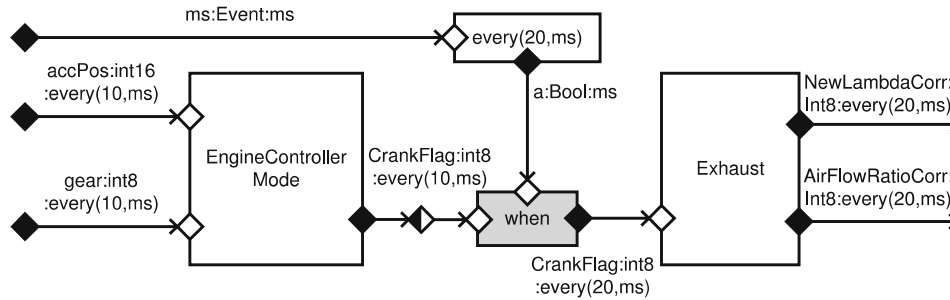 ms:Event:ms
every(20,ms)
accPos:int16
:every(10,ms)
a:Bool:ms
NewLambdaCorr:
Int8:every(20,ms)
EngineController
Mode
CrankFlag:int8
:every(10,ms)
Exhaust
gear:int8
:every(10,ms)
AirFlowRatioCorr:
Int8:every(20,ms)
when
CrankFlag:int8
:every(20,ms)